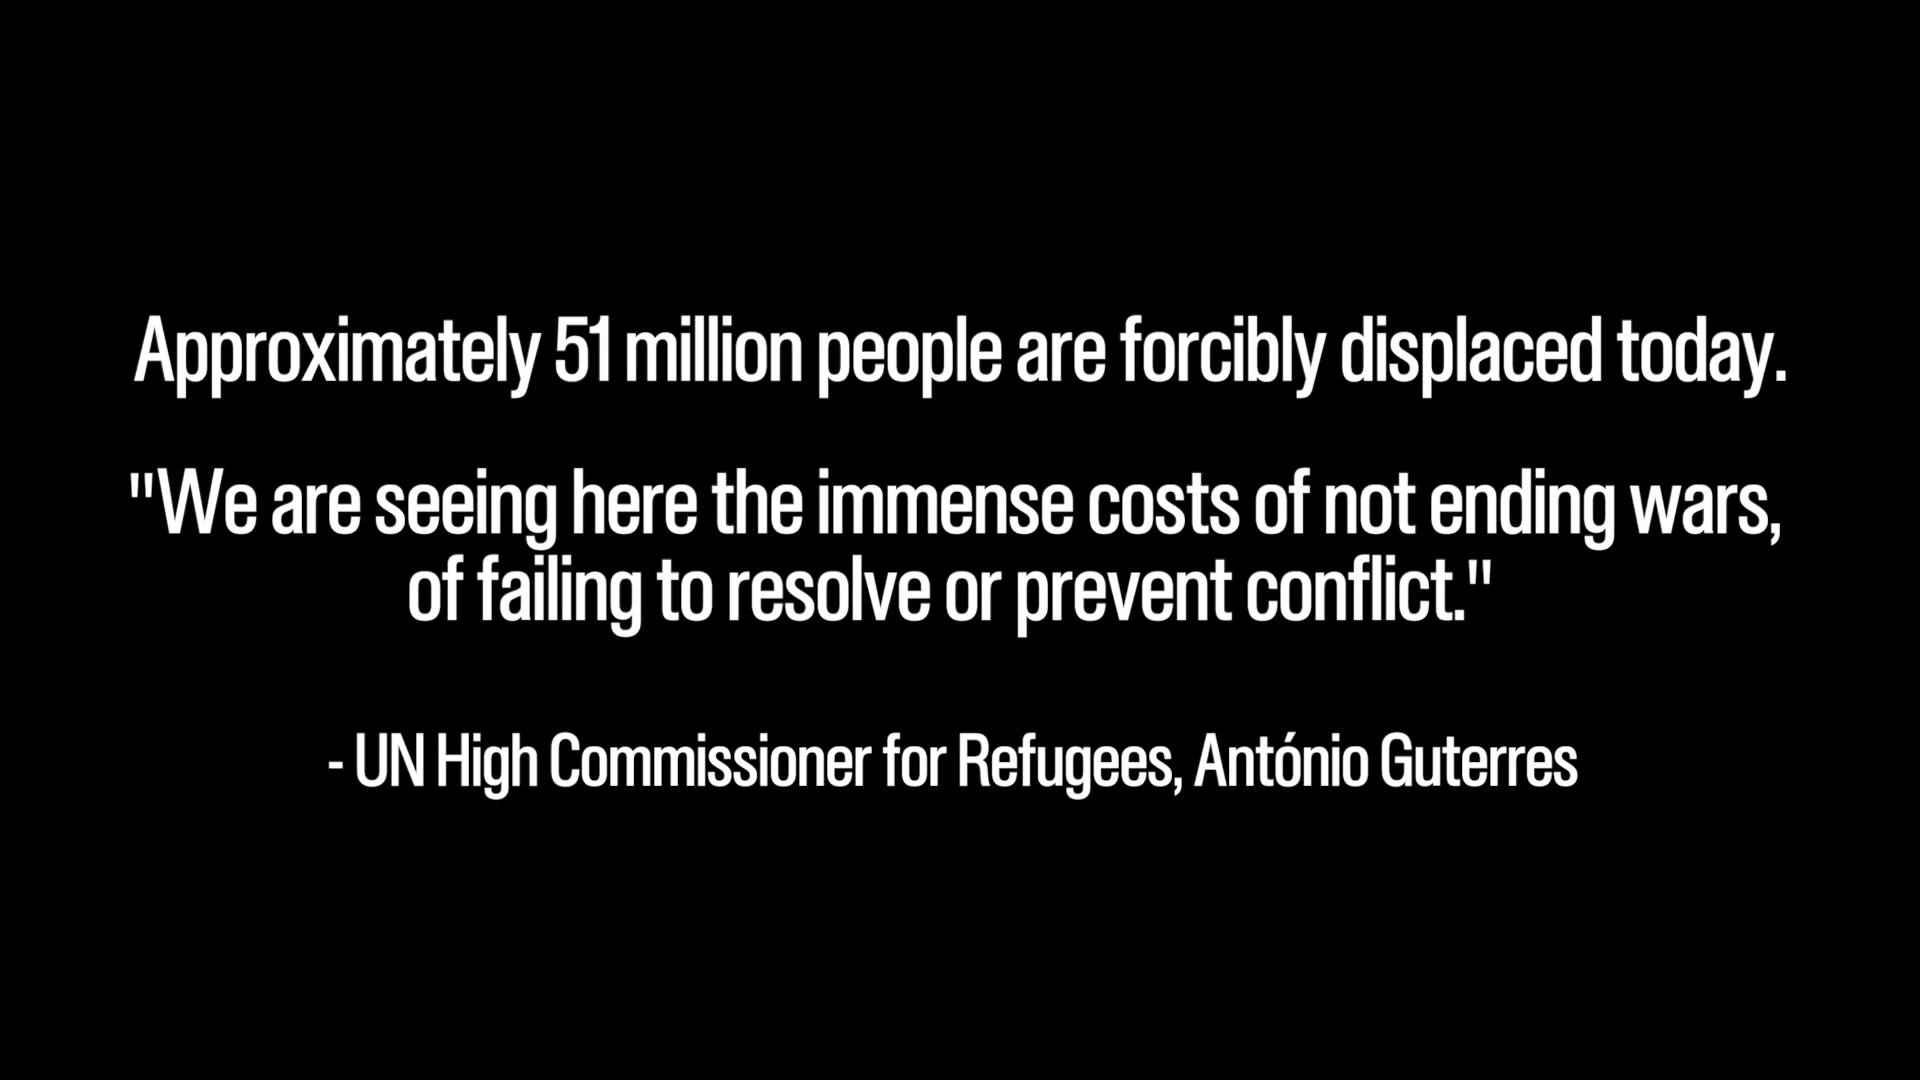 Approximately 51 million people are forcibly displaced today.
"We are seeing here the immense costs of not ending wars,
of failing to resolve or prevent conflict."
- UN High Commissioner for Refugees, António Guterres